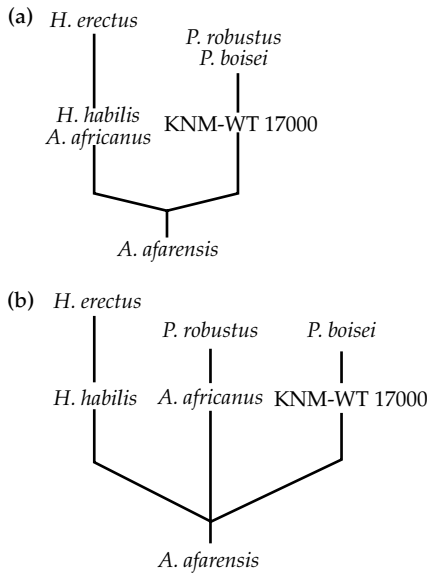 (a)
H. erectus
P. robustus
P. boisei
H. habilis
A. africanus
KNM-WT 17000
A. afarensis
(b)
H. erectus
P. robustus
P. boisei
H. habilis
A. africanus
KNM-WT 17000
A. afarensis